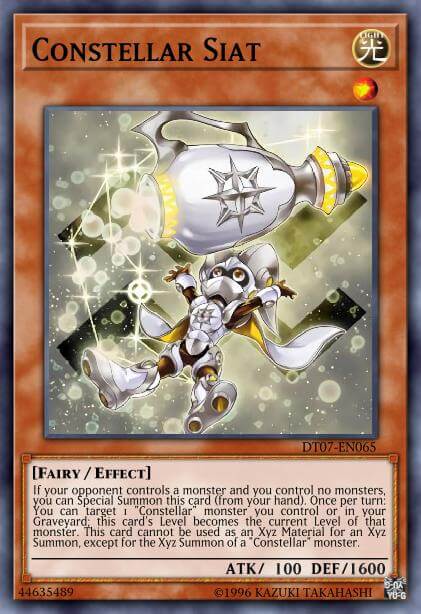 CONSTELLAR SIAT
LIGHT
光
DT07-EN065
[FAIRY / EFFECT]
If your opponent controls a monster and you control no monsters,
you can Special Summon this card (from your hand). Once per turn:
You can target 1 "Constellar" monster you control or in your
Graveyard; this card's Level becomes the current Level of that
monster. This card cannot be used as an Xyz Material for an Xyz
Summon, except for the Xyz Summon of a "Constellar" monster.
ATK/ 100 DEF/1600
44635489
©1996 KAZUKI TAKAHASHI